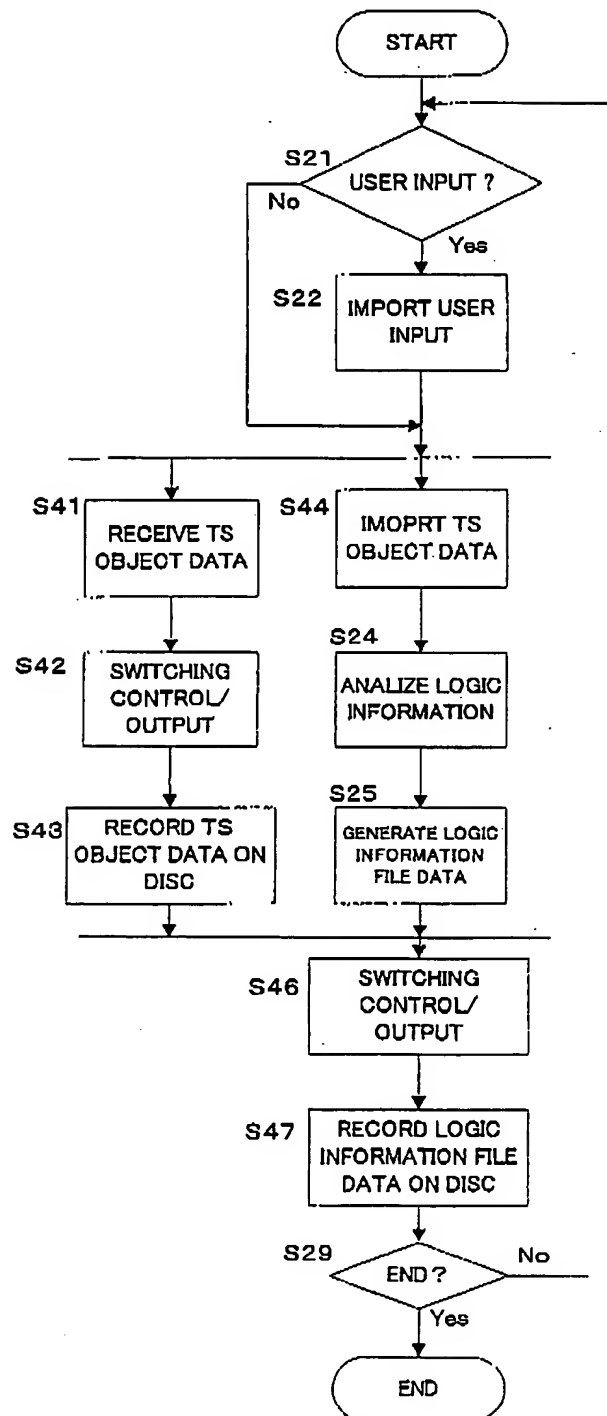 START
S21
USER INPUT ?
No
Yes
S22
IMPORT USER
INPUT
S41
RECEIVE TS
OBJECT DATA
S44
IMOPRT TS
OBJECT DATA
S42
SWITCHING
CONTROL/
OUTPUT
S24
ANALIZE LOGIC
INFORMATION
S43
RECORD TS
OBJECT DATA ON
DISC
S25
GENERATE LOGIC
INFORMATION
FILE DATA
S46
SWITCHING
CONTROL/
OUTPUT
S47
RECORD LOGIC
INFORMATION FILE
DATA ON DISC
S29
END ?
No
Yes
END